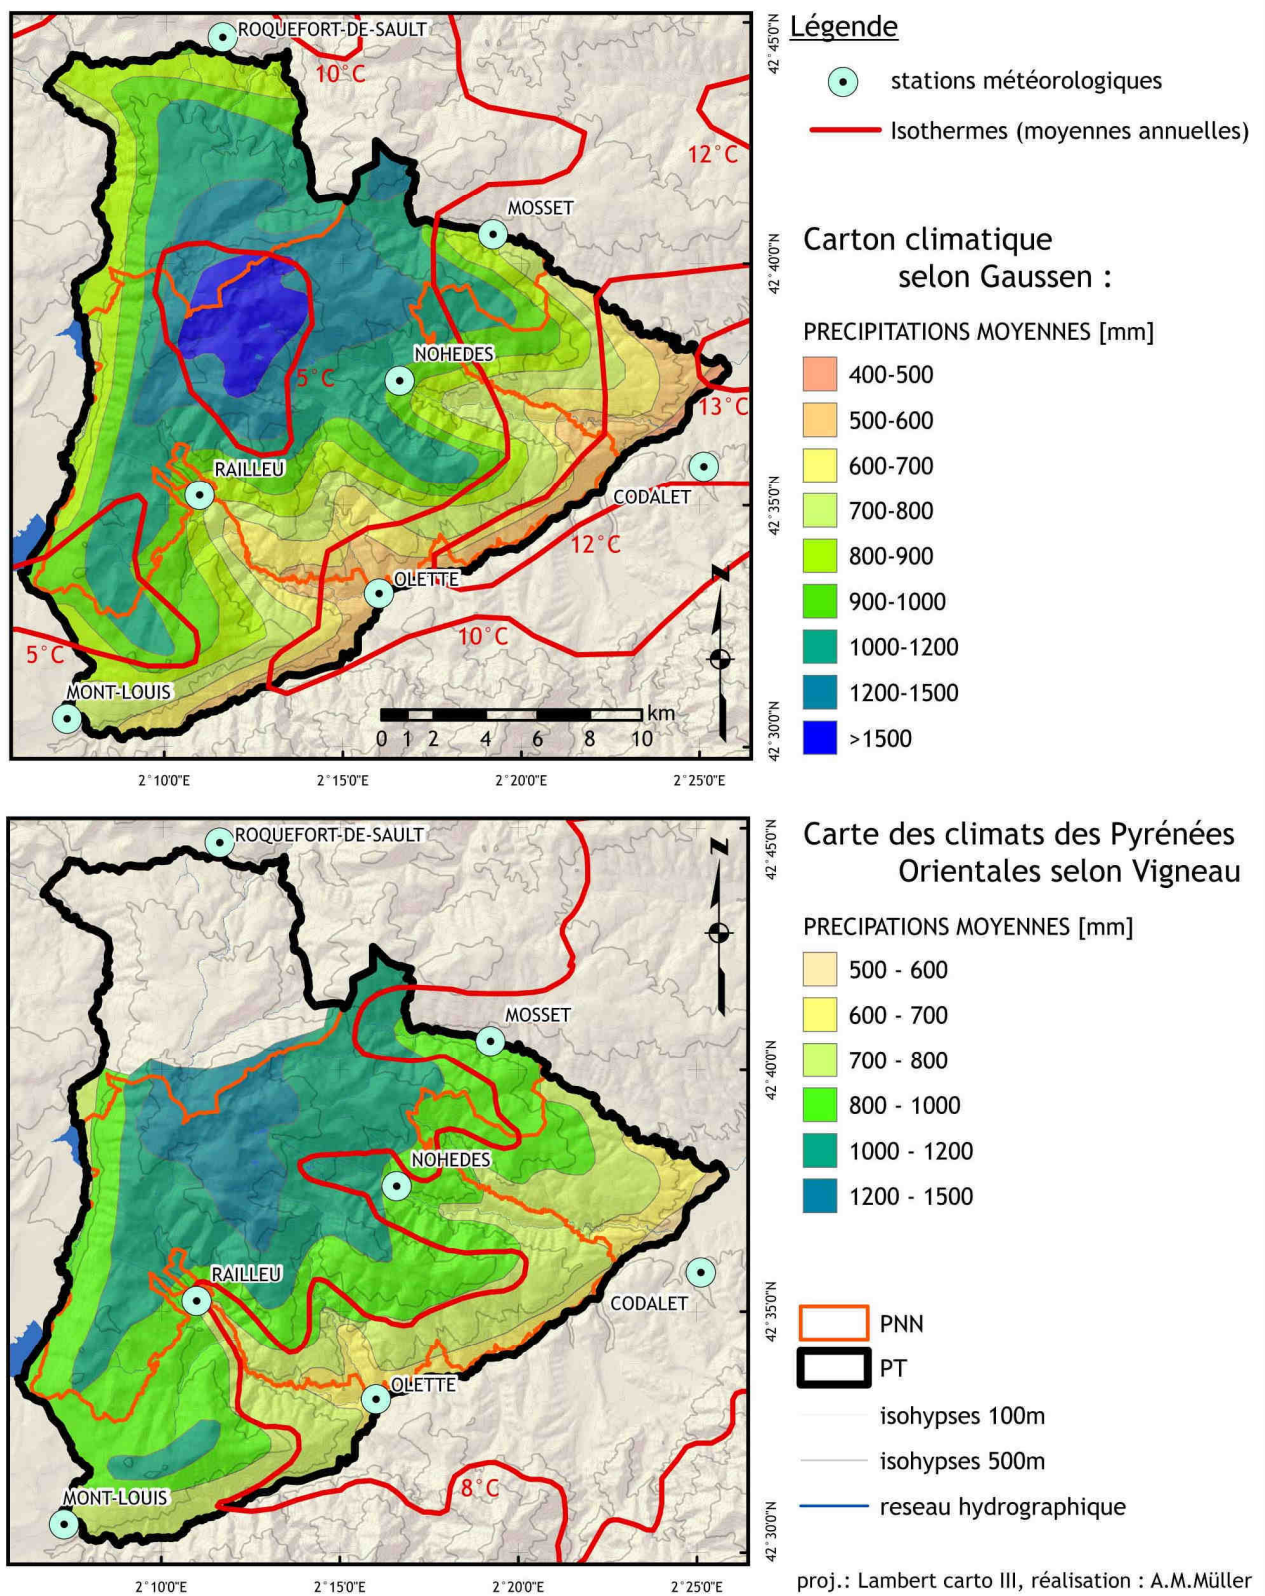 ROQUEFORT-DE-SAULT
10°C
12°C
MOSSET
NOHEDES
5°C
13°C
RAILLEU
CODALET
12°C
OLETTE
10°C
5°C
MONT-LOUIS
N
km
0 1 2 4 6 8 10
42°45'0"N
42°40'0"N
42°35'0"N
42°30'0"N
2°10'0"E 2°15'0"E 2°20'0"E 2°25'0"E
Légende
stations météorologiques
Isothermes (moyennes annuelles)
Carton climatique
selon Gaussen :
PRECIPITATIONS MOYENNES [mm]
400-500
500-600
600-700
700-800
800-900
900-1000
1000-1200
1200-1500
>1500
ROQUEFORT-DE-SAULT
N
MOSSET
NOHEDES
RAILLEU
CODALET
OLETTE
8°C
MONT-LOUIS
42°45'0"N
42°40'0"N
42°35'0"N
42°30'0"N
2°10'0"E 2°15'0"E 2°20'0"E 2°25'0"E
Carte des climats des Pyrénées
Orientales selon Vigneau
PRECIPATIONS MOYENNES [mm]
500 - 600
600 - 700
700 - 800
800 - 1000
1000 - 1200
1200 - 1500
PNN
PT
isohypses 100m
isohypses 500m
reseau hydrographique
proj.: Lambert carto III, réalisation : A.M.Müller